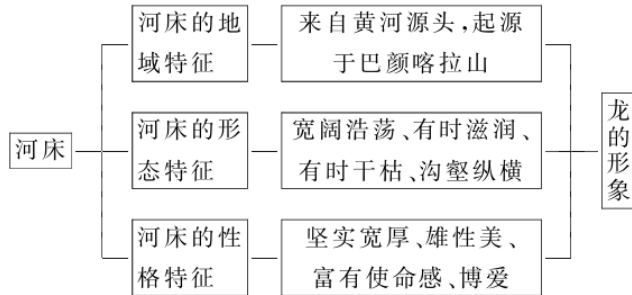 河床
河床的地
域特征
来自黄河源头,起源
于巴颜喀拉山
河床的形
态特征
宽阔浩荡、有时滋润、
有时干枯、沟壑纵横
河床的性
格特征
坚实宽厚、雄性美、
富有使命感、博爱
龙的形象